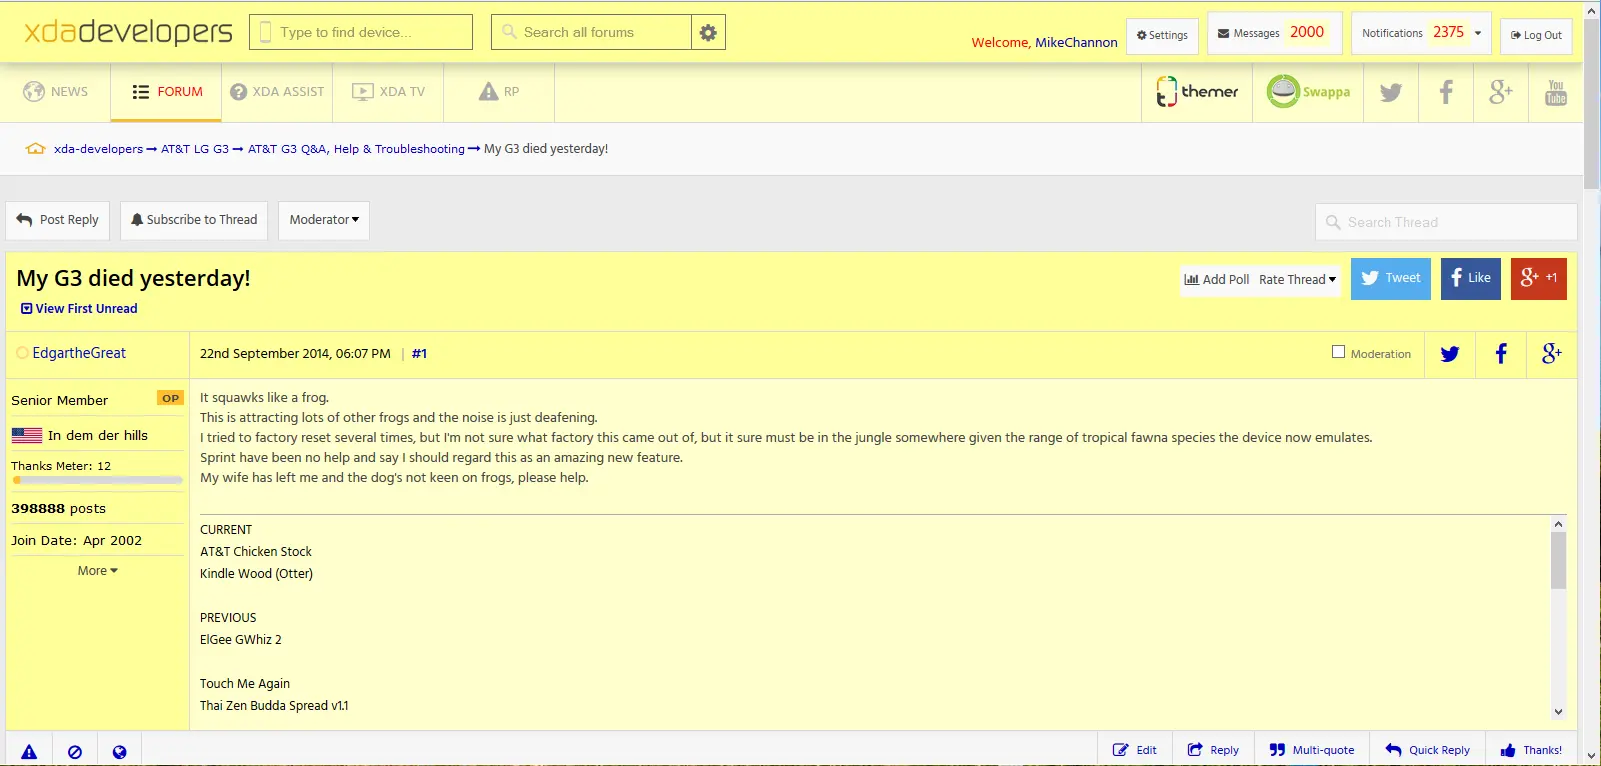 xdadevelopers
Type to find device...
Search all forums
Welcome, MikeChannon
Settings
Messages 2000
Notifications 2375
Log Out
NEWS
FORUM
XDA ASSIST
XDA TV
RP
themer
Swappa
You Tube
xda-developers → AT&T LG G3 → AT&T G3 Q&A, Help & Troubleshooting → My G3 died yesterday!
Post Reply
Subscribe to Thread
Moderator
Search Thread
My G3 died yesterday!
Add Poll
Rate Thread
Tweet
Like
g+ +1
View First Unread
EdgartheGreat
22nd September 2014, 06:07 PM | #1
Moderation
Senior Member
OP
In dem der hills
Thanks Meter: 12
398888 posts
Join Date: Apr 2002
More
It squawks like a frog.
This is attracting lots of other frogs and the noise is just deafening.
I tried to factory reset several times, but I'm not sure what factory this came out of, but it sure must be in the jungle somewhere given the range of tropical fawna species the device now emulates.
Sprint have been no help and say I should regard this as an amazing new feature.
My wife has left me and the dog's not keen on frogs, please help.
CURRENT
AT&T Chicken Stock
Kindle Wood (Otter)
PREVIOUS
ElGee GWhiz 2
Touch Me Again
Thai Zen Budda Spread v1.1
Edit
Reply
Multi-quote
Quick Reply
Thanks!